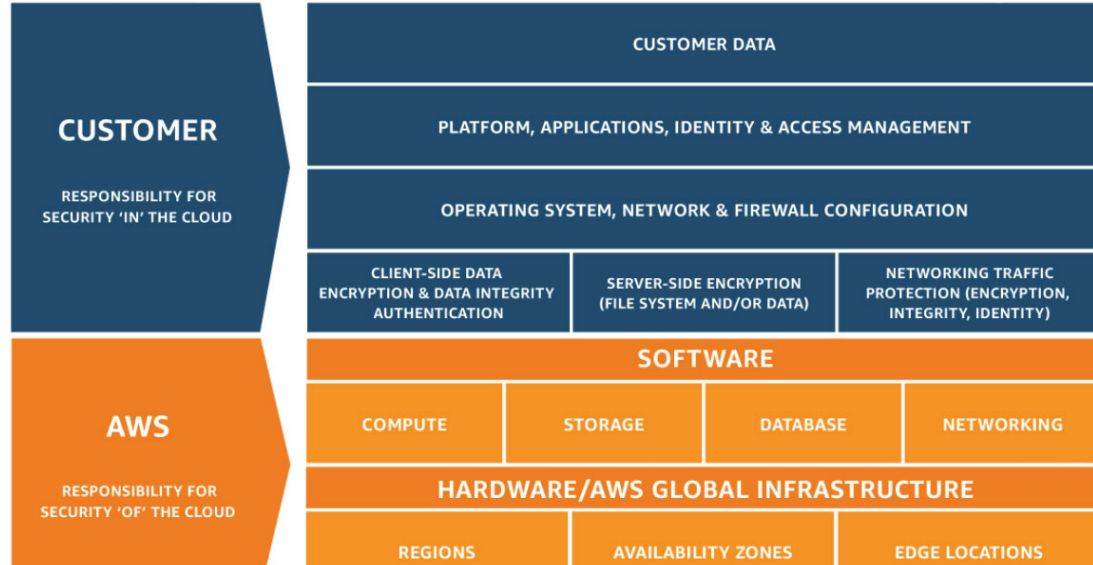 CUSTOMER
RESPONSIBILITY FOR
SECURITY ‘IN’ THE CLOUD
CUSTOMER DATA
PLATFORM, APPLICATIONS, IDENTITY & ACCESS MANAGEMENT
OPERATING SYSTEM, NETWORK & FIREWALL CONFIGURATION
CLIENT-SIDE DATA
ENCRYPTION & DATA INTEGRITY
AUTHENTICATION
SERVER-SIDE ENCRYPTION
(FILE SYSTEM AND/OR DATA)
NETWORKING TRAFFIC
PROTECTION (ENCRYPTION,
INTEGRITY, IDENTITY)
AWS
RESPONSIBILITY FOR
SECURITY ‘OF’ THE CLOUD
SOFTWARE
COMPUTE
STORAGE
DATABASE
NETWORKING
HARDWARE/AWS GLOBAL INFRASTRUCTURE
REGIONS
AVAILABILITY ZONES
EDGE LOCATIONS